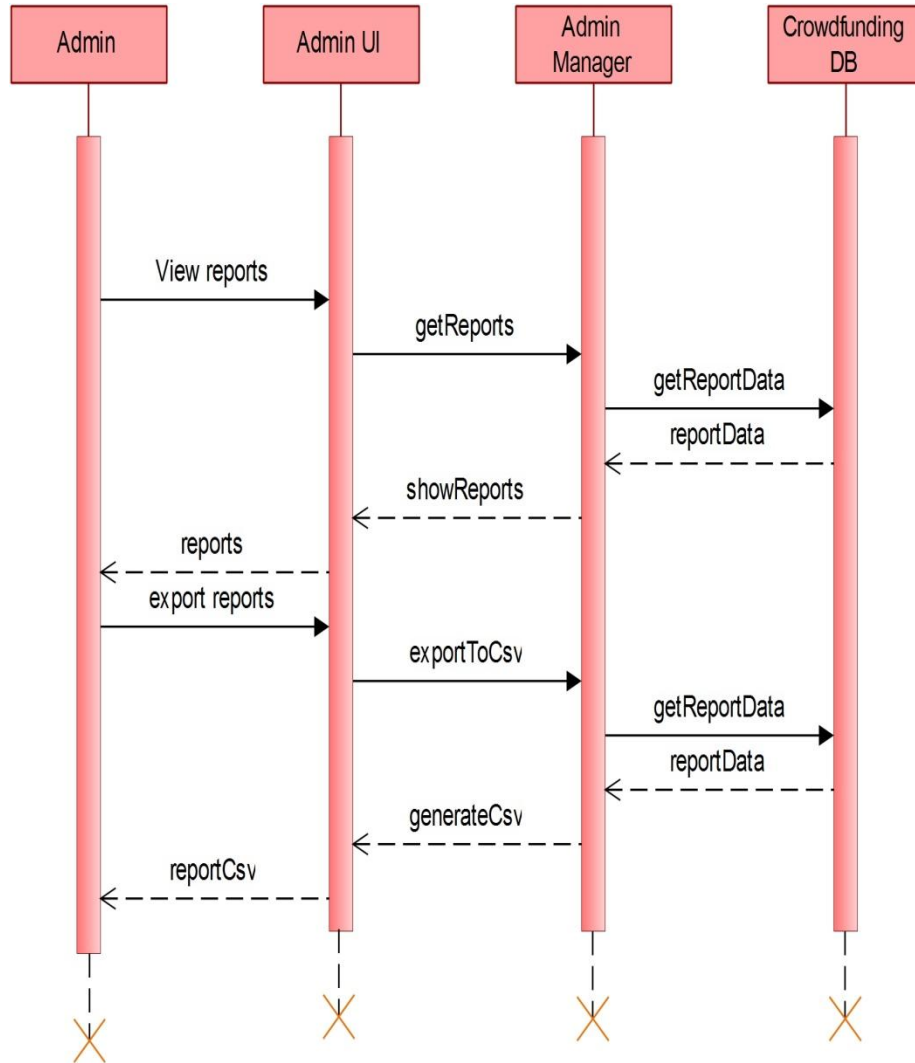 Admin
Admin UI
Admin
Manager
Crowdfunding
DB
View reports
getReports
getReportData
reportData
showReports
reports
export reports
exportToCsv
getReportData
reportData
generateCsv
reportCsv